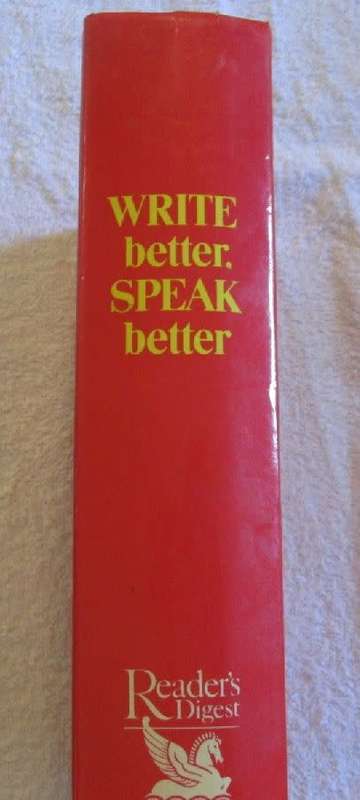 WRITE
better,
SPEAK
better
Reader's
Digest